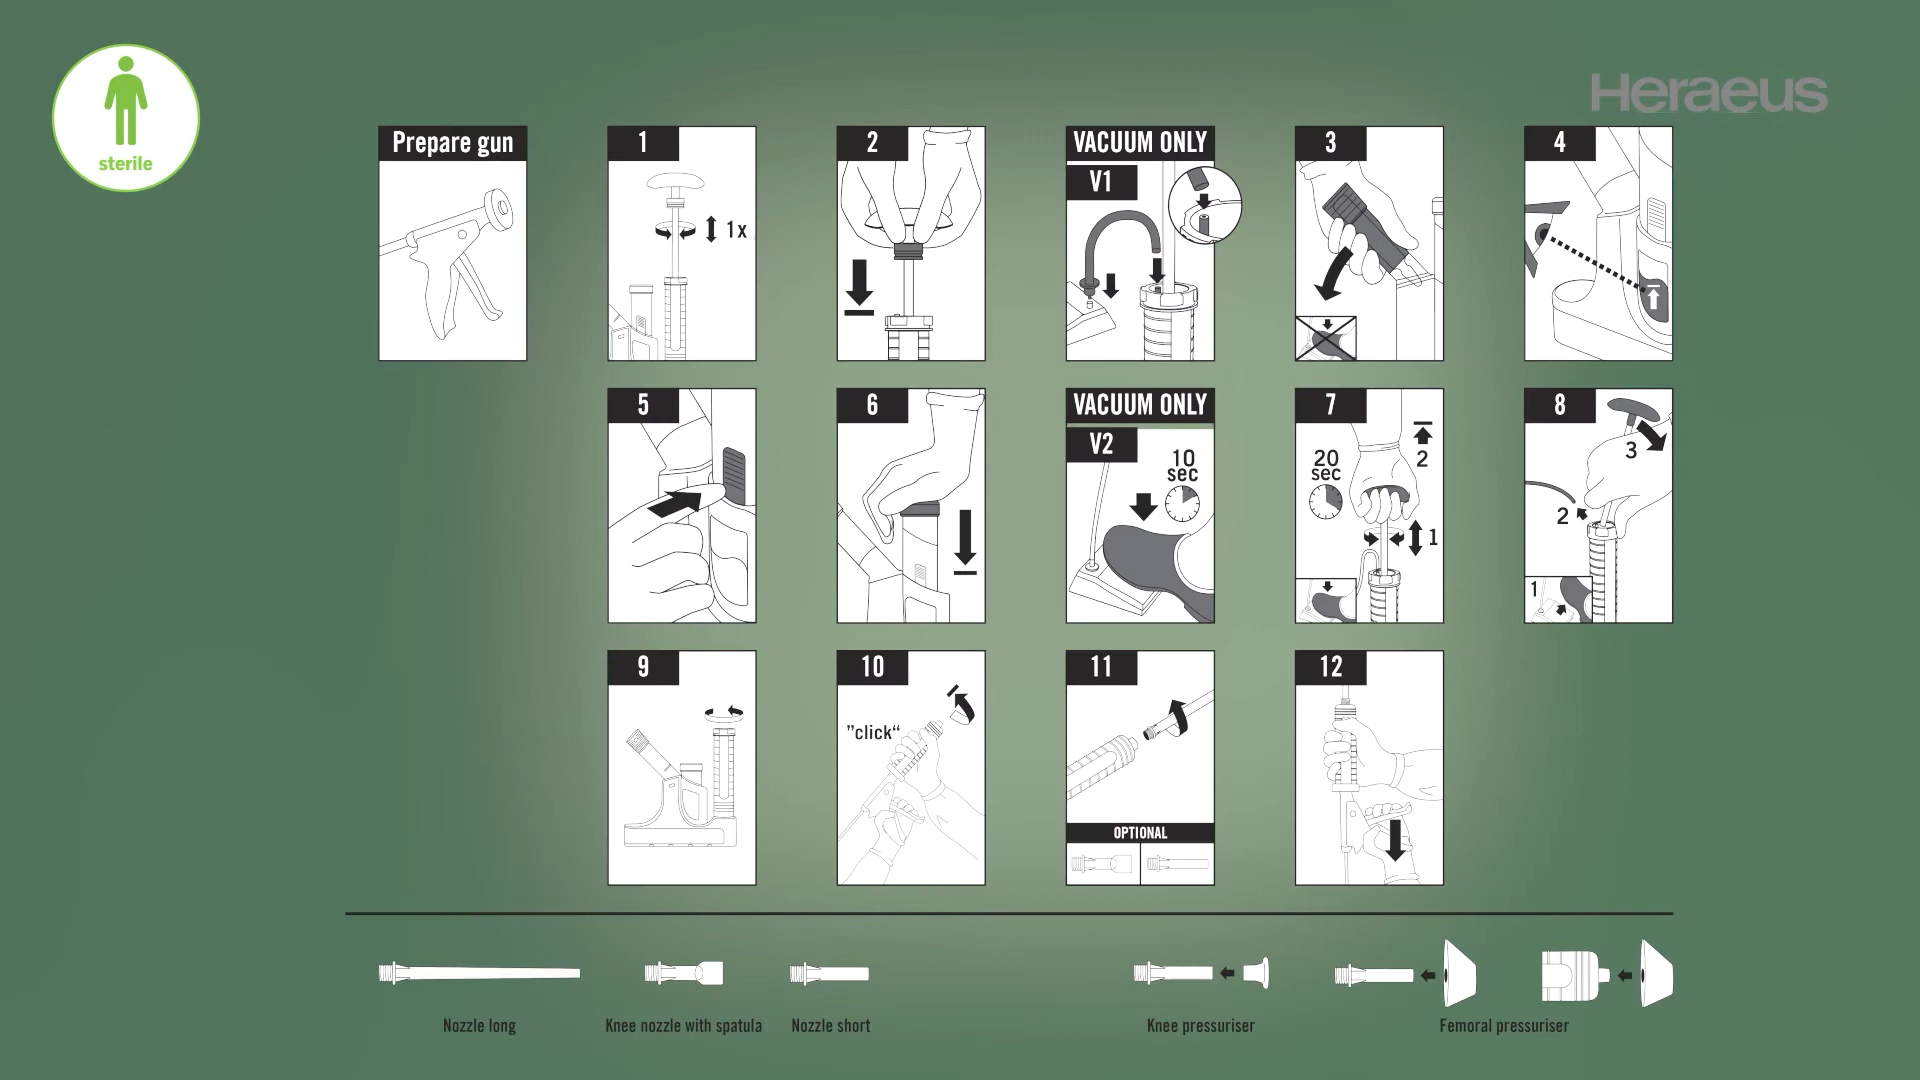 sterile
Heraeus
Prepare gun
1
1x
2
VACUUM ONLY
V1
3
4
5
6
VACUUM ONLY
V2
10
sec
7
20
sec
2
1
8
3
2
1
9
10
"click“
11
OPTIONAL
12
Nozzle long
Knee nozzle with spatula
Nozzle short
Knee pressuriser
Femoral pressuriser